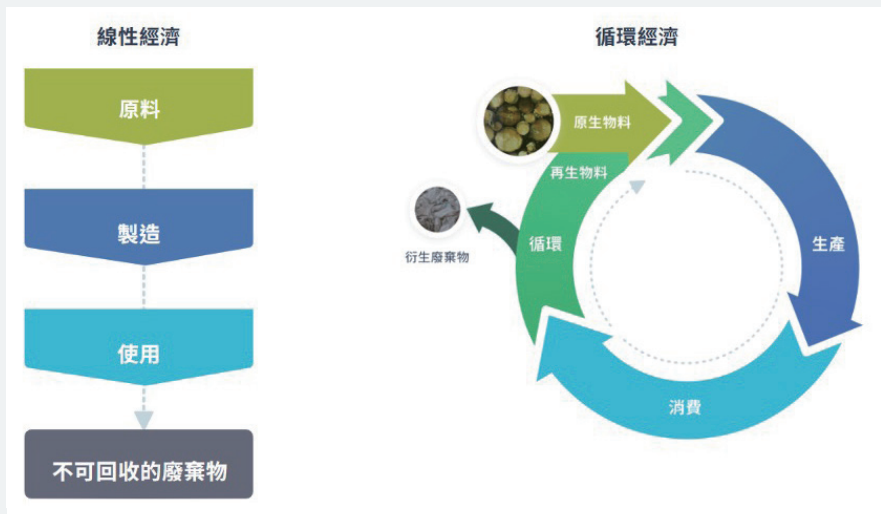 線性經濟
原料
製造
使用
不可回收的廢棄物
循環經濟
原生物料
再生物料
循環
衍生廢棄物
生產
消費